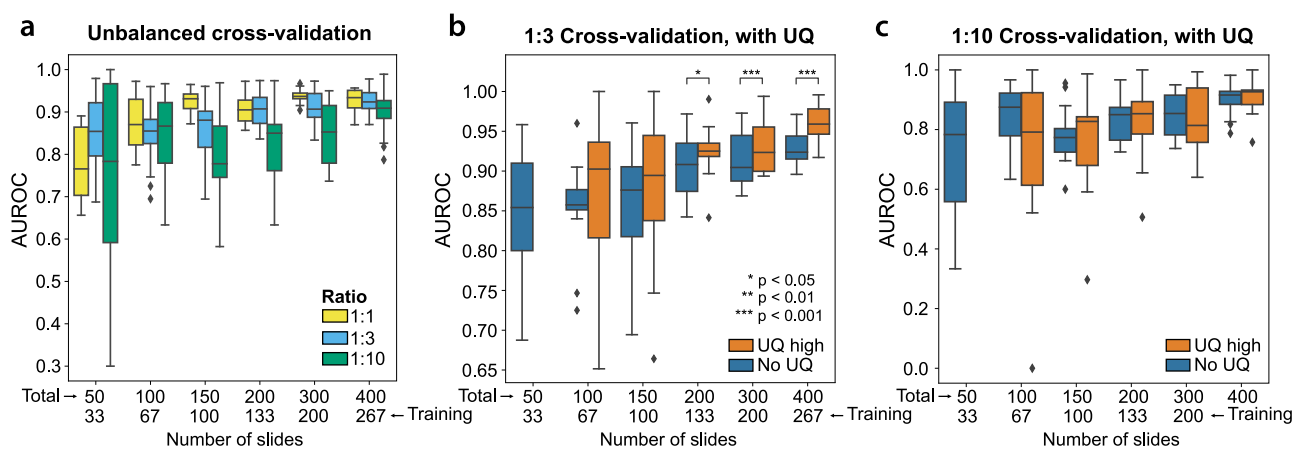 a
Unbalanced cross-validation
AUROC
1.0
0.9
0.8
0.7
0.6
0.5
0.4
0.3
Ratio
1:1
1:3
1:10
Total → 50 100 150 200 300 400
33 67 100 133 200 267 ← Training
Number of slides
b
1:3 Cross-validation, with UQ
AUROC
1.00
0.95
0.90
0.85
0.80
0.75
0.70
0.65
* *** ***
* p < 0.05
** p < 0.01
*** p < 0.001
UQ high
No UQ
50 100 150 200 300 400
33 67 100 133 200 267 ← Training
Number of slides
c
1:10 Cross-validation, with UQ
AUROC
1.0
0.8
0.6
0.4
0.2
0.0
UQ high
No UQ
Total → 50 100 150 200 300 400
33 67 100 133 200 267 ← Training
Number of slides